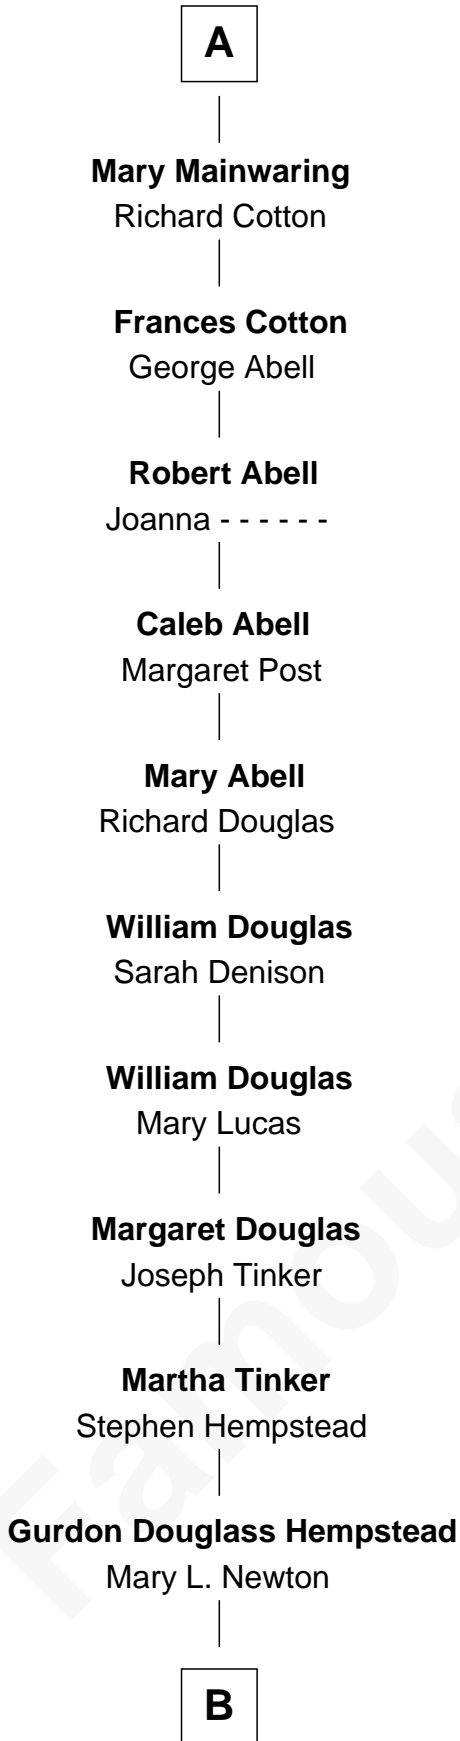 A
Mary Mainwaring
Richard Cotton
Frances Cotton
George Abell
Robert Abell
Joanna - - - - - -
Caleb Abell
Margaret Post
Mary Abell
Richard Douglas
William Douglas
Sarah Denison
William Douglas
Mary Lucas
Margaret Douglas
Joseph Tinker
Martha Tinker
Stephen Hempstead
Gurdon Douglass Hempstead
Mary L. Newton
B